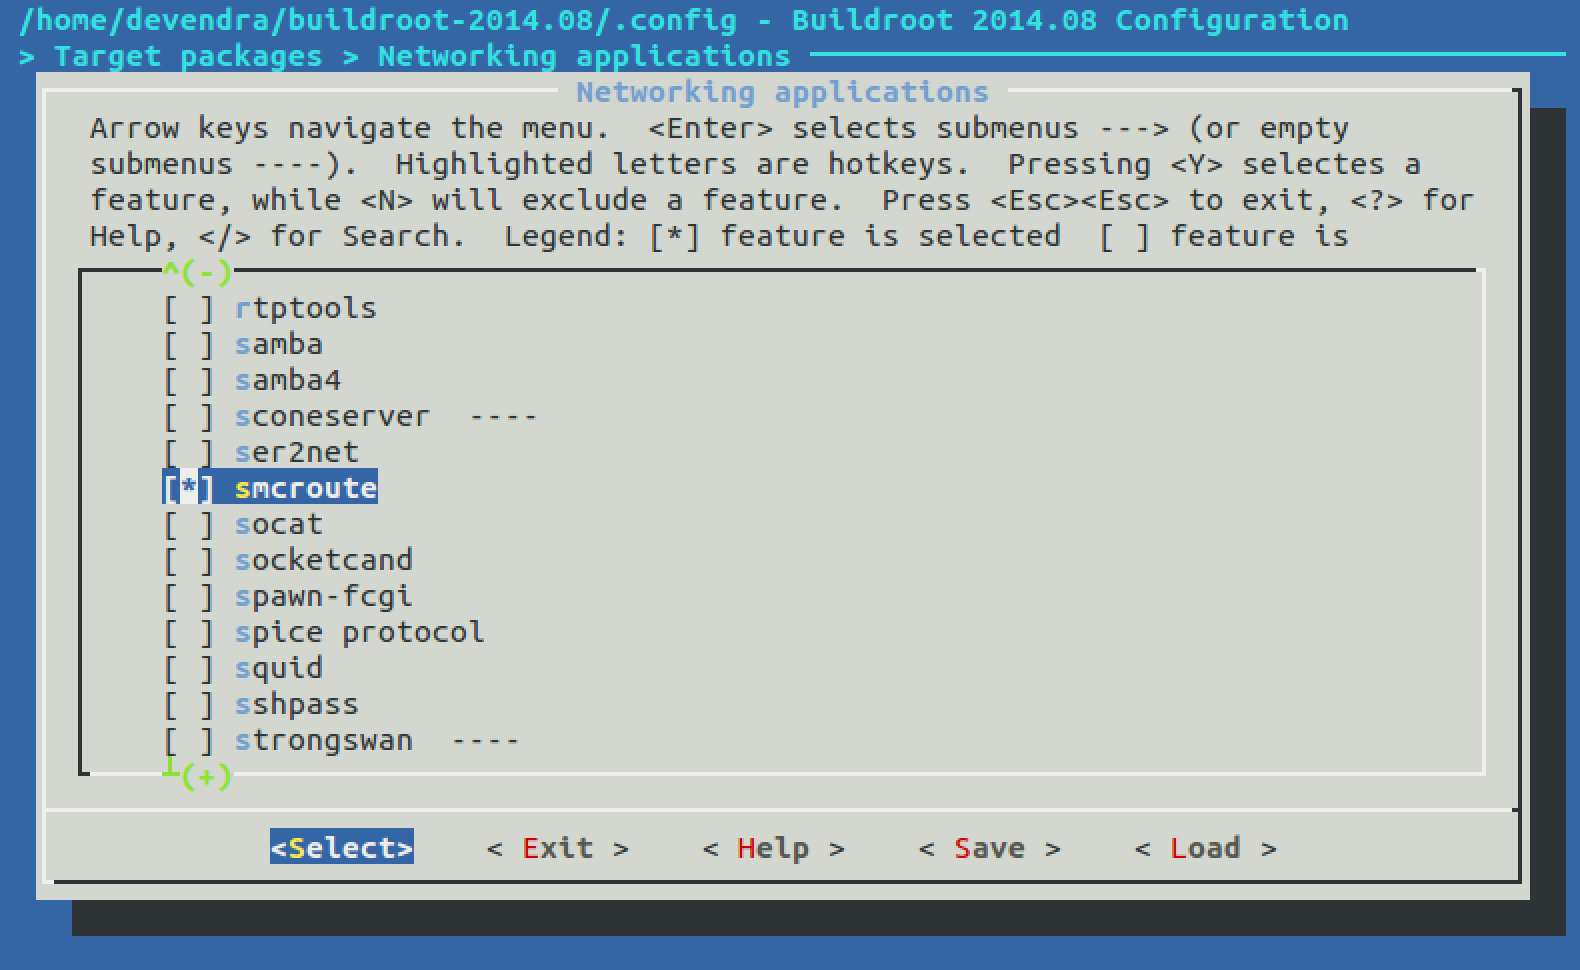 /home/devendra/buildroot-2014.08/.config - Buildroot 2014.08 Configuration
> Target packages > Networking applications
Networking applications
Arrow keys navigate the menu.  <Enter> selects submenus ---> (or empty
submenus ----).  Highlighted letters are hotkeys.  Pressing <Y> selectes a
feature, while <N> will exclude a feature.  Press <Esc><Esc> to exit, <?> for
Help, </> for Search.  Legend: [*] feature is selected  [ ] feature is
^(-)
[ ] rtptools
[ ] samba
[ ] samba4
[ ] sconeserver  ----
[ ] ser2net
[*] smcroute
[ ] socat
[ ] socketcand
[ ] spawn-fcgi
[ ] spice protocol
[ ] squid
[ ] sshpass
[ ] strongswan  ----
┴(+)
<Select>    < Exit >    < Help >    < Save >    < Load >